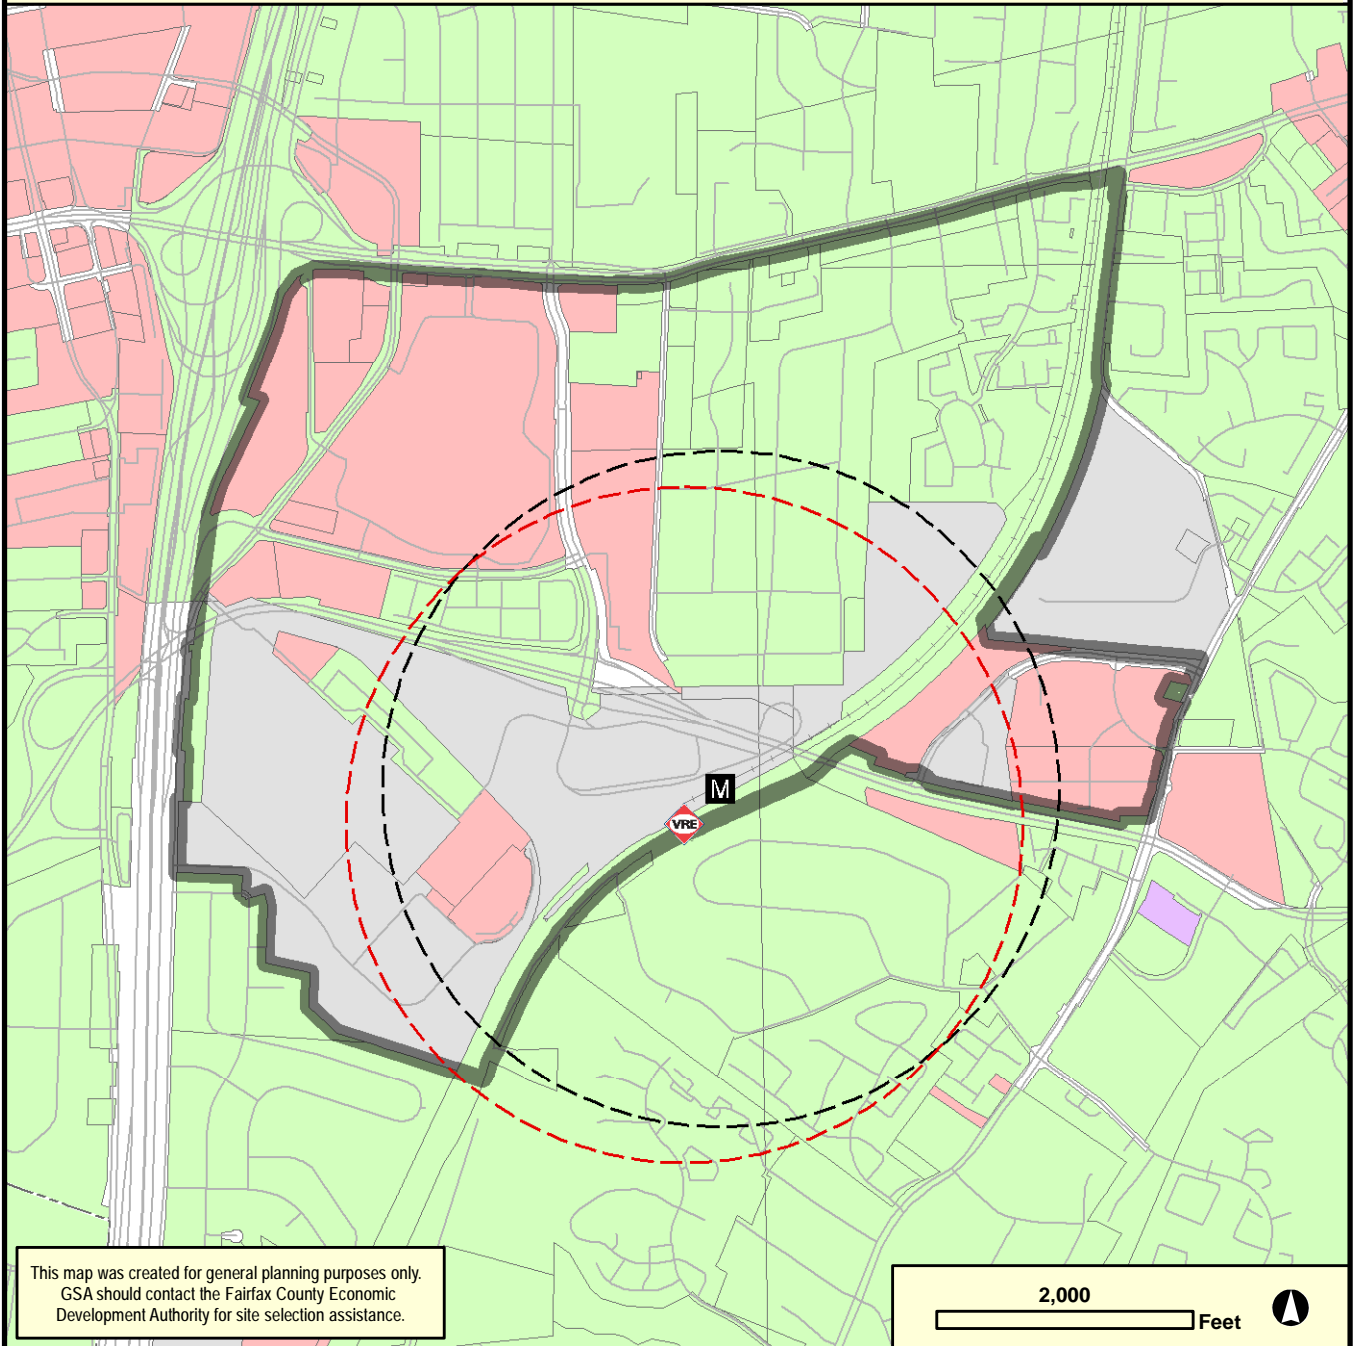 M
VRE
This map was created for general planning purposes only.
GSA should contact the Fairfax County Economic
Development Authority for site selection assistance.
2,000
Feet